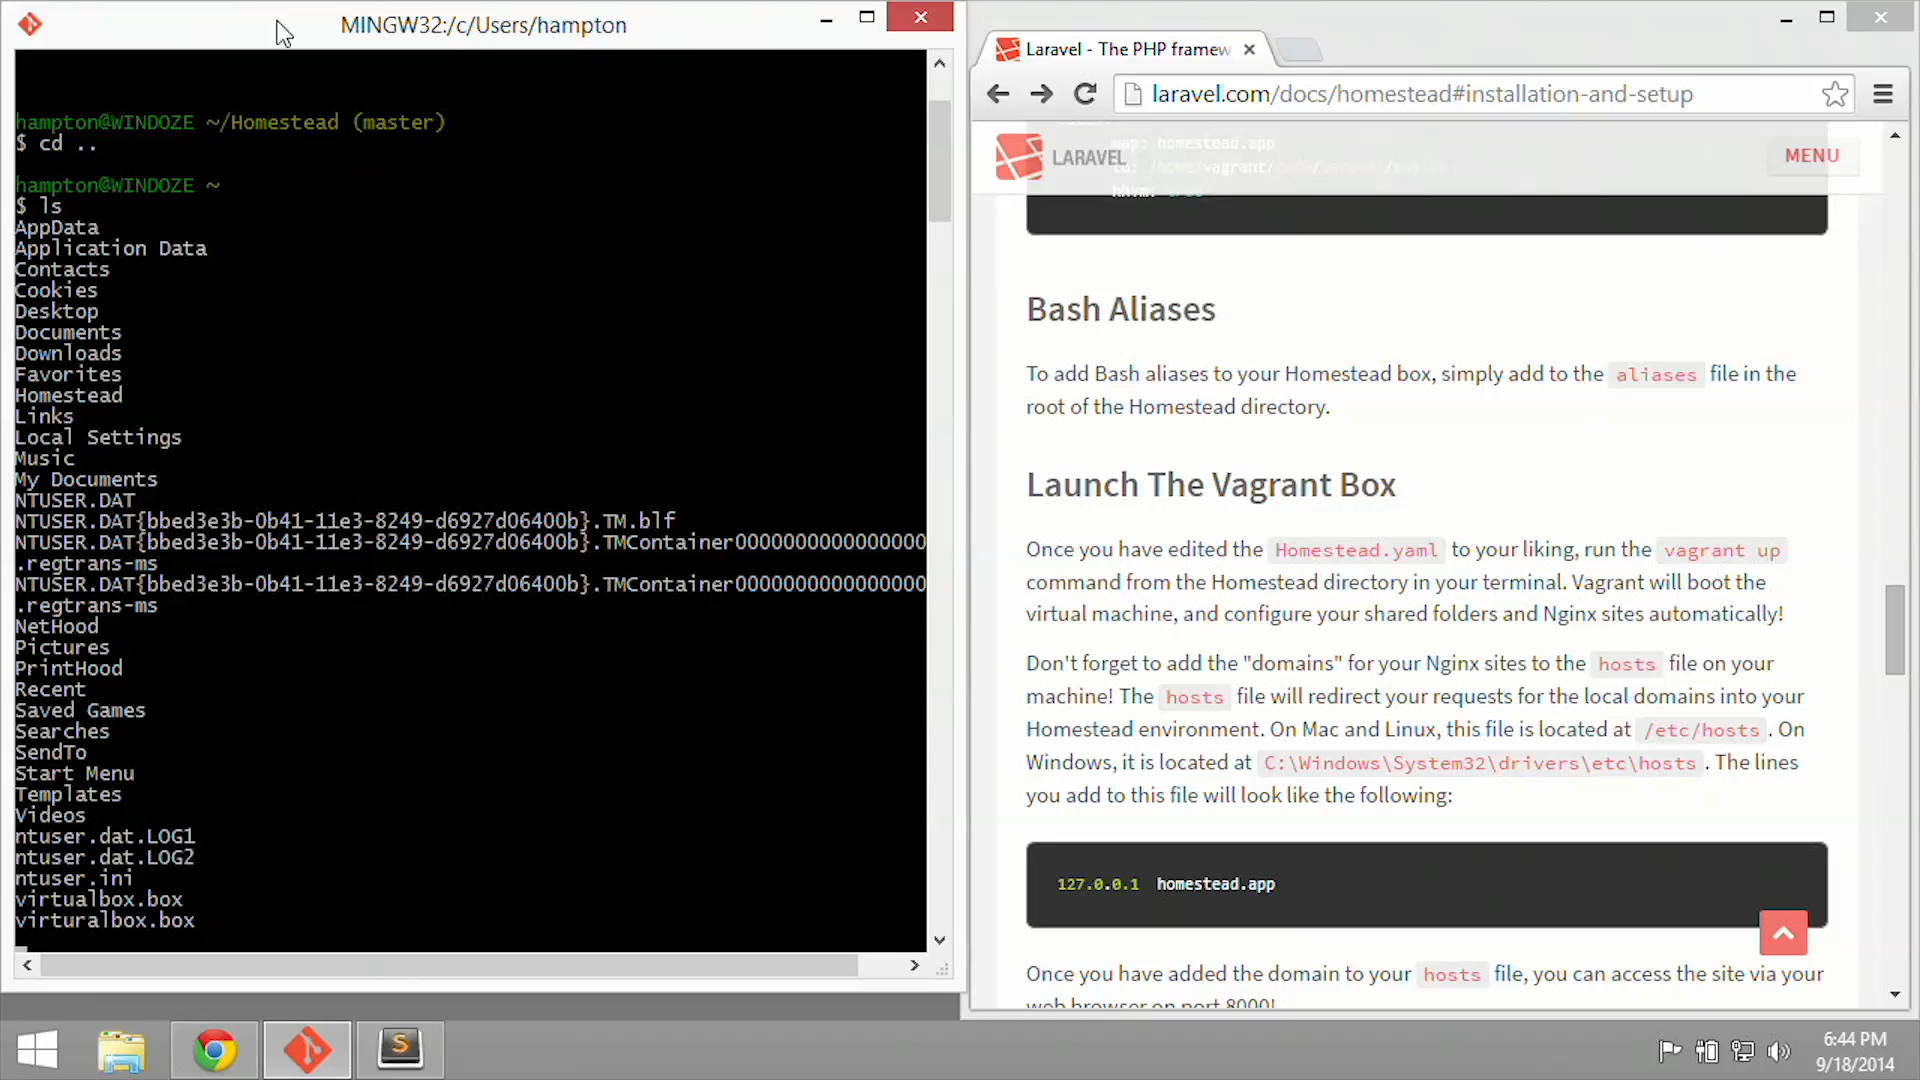 MINGW32:/c/Users/hampton
hampton@WINDOZE ~/Homestead (master)
$ cd ..
hampton@WINDOZE ~
$ ls
AppData
Application Data
Contacts
Cookies
Desktop
Documents
Downloads
Favorites
Homestead
Links
Local Settings
Music
My Documents
NTUSER.DAT
NTUSER.DAT{bbed3e3b-0b41-11e3-8249-d6927d06400b}.TM.blf
NTUSER.DAT{bbed3e3b-0b41-11e3-8249-d6927d06400b}.TMContainer0000000000000000
.regtrans-ms
NTUSER.DAT{bbed3e3b-0b41-11e3-8249-d6927d06400b}.TMContainer0000000000000000
.regtrans-ms
NetHood
Pictures
PrintHood
Recent
Saved Games
Searches
SendTo
Start Menu
Templates
Videos
ntuser.dat.LOG1
ntuser.dat.LOG2
ntuser.ini
virtualbox.box
virturalbox.box
Laravel - The PHP framew
laravel.com/docs/homestead#installation-and-setup
map: homestead.app
LARAVEL
MENU
Bash Aliases
To add Bash aliases to your Homestead box, simply add to the aliases file in the
root of the Homestead directory.
Launch The Vagrant Box
Once you have edited the Homestead.yaml to your liking, run the vagrant up
command from the Homestead directory in your terminal. Vagrant will boot the
virtual machine, and configure your shared folders and Nginx sites automatically!
Don't forget to add the "domains" for your Nginx sites to the hosts file on your
machine! The hosts file will redirect your requests for the local domains into your
Homestead environment. On Mac and Linux, this file is located at /etc/hosts. On
Windows, it is located at C:\Windows\System32\drivers\etc\hosts. The lines
you add to this file will look like the following:
127.0.0.1 homestead.app
Once you have added the domain to your hosts file, you can access the site via your
web browser on port 8000!
6:44 PM
9/18/2014